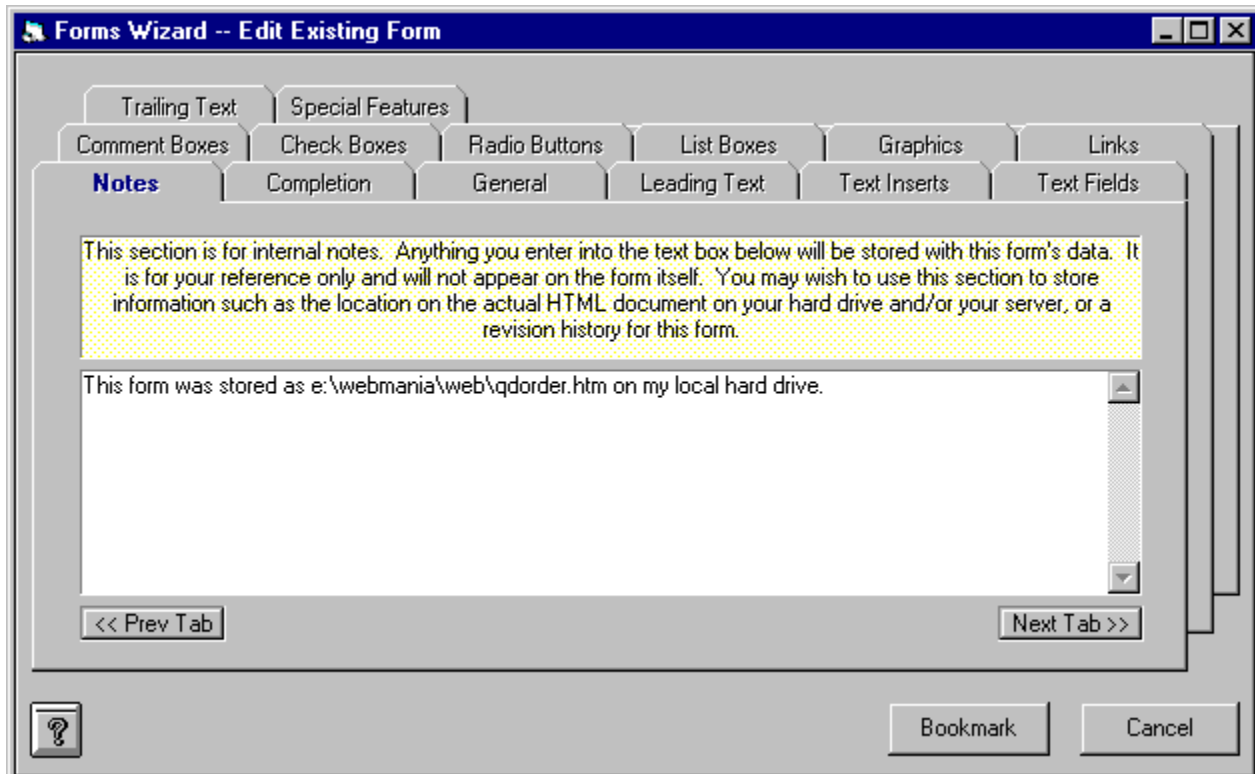 Forms Wizard -- Edit Existing Form
Trailing Text Special Features
Comment Boxes Check Boxes Radio Buttons List Boxes Graphics Links
Notes Completion General Leading Text Text Inserts Text Fields
This section is for internal notes.  Anything you enter into the text box below will be stored with this form's data.  It
is for your reference only and will not appear on the form itself.  You may wish to use this section to store
information such as the location on the actual HTML document on your hard drive and/or your server, or a
revision history for this form.
This form was stored as e:\webmania\web\qdorder.htm on my local hard drive.
<< Prev Tab Next Tab >>
? Bookmark Cancel